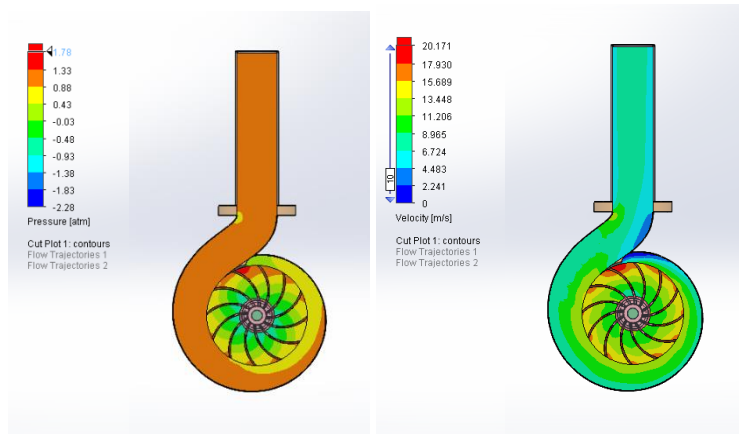 1.78
1.33
0.88
0.43
-0.03
-0.48
-0.93
-1.38
-1.83
-2.28
Pressure [atm]
Cut Plot 1: contours
Flow Trajectories 1
Flow Trajectories 2
20.171
17.930
15.689
13.448
11.206
8.965
6.724
4.483
2.241
0
10
Velocity [m/s]
Cut Plot 1: contours
Flow Trajectories 1
Flow Trajectories 2